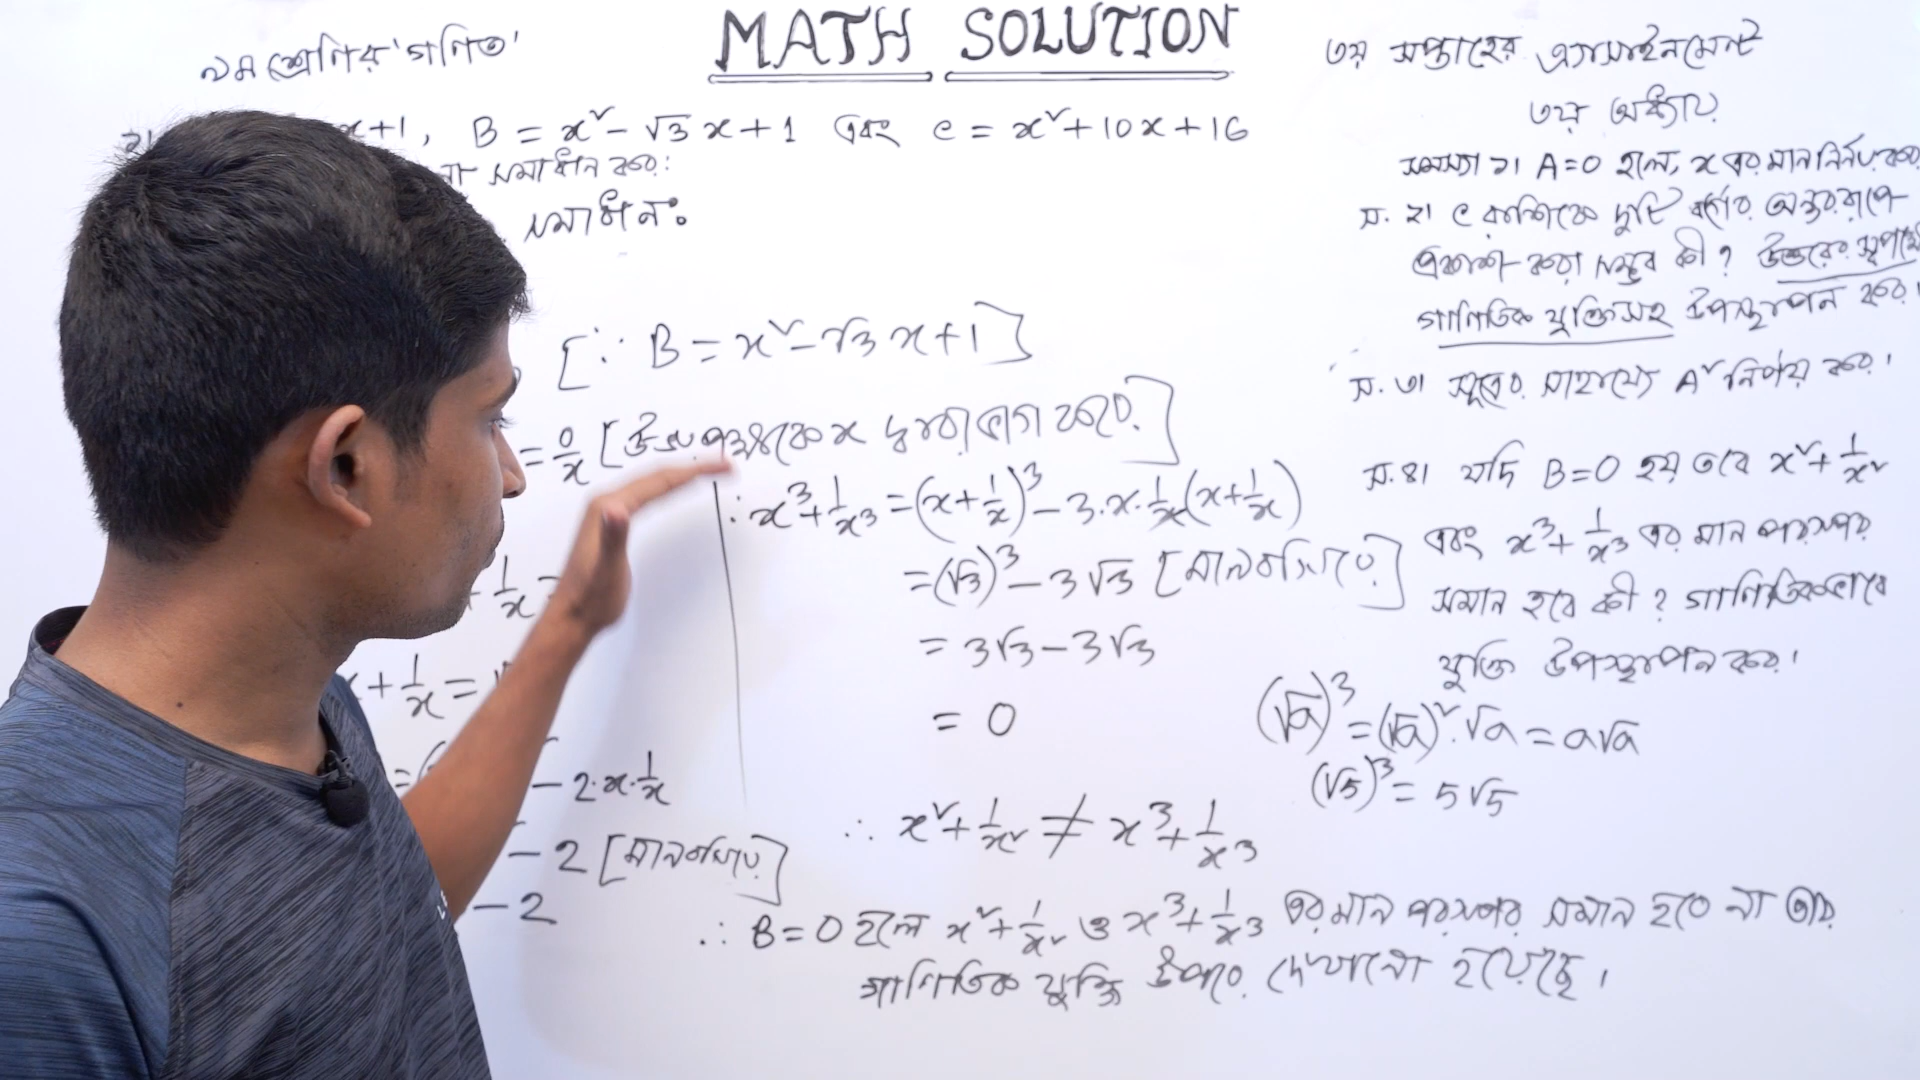 MATH SOLUTION
৯ম শ্রেণির 'গণিত'
x+1, B = x² - √3 x + 1 এবং C = x² + 10x + 16
সমাধান কর:
সমাধান:
[∵ B = x² - √3 x + 1]
= 0/x [উভয়পক্ষকে x দ্বারা ভাগ করে]
1/x =
+ 1/x =
- 2·x·1/x
- 2 [মান বসিয়ে]
- 2
∴ x³ + 1/x³ = (x + 1/x)³ - 3.x.1/x (x + 1/x)
= (√3)³ - 3√3 [মান বসিয়ে]
= 3√3 - 3√3
= 0
∴ x² + 1/x² ≠ x³ + 1/x³
∴ B = 0 হলে x² + 1/x² ও x³ + 1/x³ এর মান পরস্পর সমান হবে না তার
গাণিতিক যুক্তি উপরে দেখানো হয়েছে।
৩য় সপ্তাহের এ্যাসাইনমেন্ট
৩য় অধ্যায়
সমস্যা ১। A = 0 হলে, x এর মান নির্ণয় কর
স. ২। C রাশিকে দুটি বর্গের অন্তররূপে
প্রকাশ করা সম্ভব কী? উত্তরের স্বপক্ষে
গাণিতিক যুক্তিসহ উপস্থাপন কর।
স. ৩। সূত্রের সাহায্যে A² নির্ণয় কর।
স. ৪। যদি B = 0 হয় তবে x² + 1/x²
এবং x³ + 1/x³ এর মান পরস্পর
সমান হবে কী? গাণিতিকভাবে
যুক্তি উপস্থাপন কর।
(√a)³ = (√a)².√a = a√a
(√5)³ = 5√5